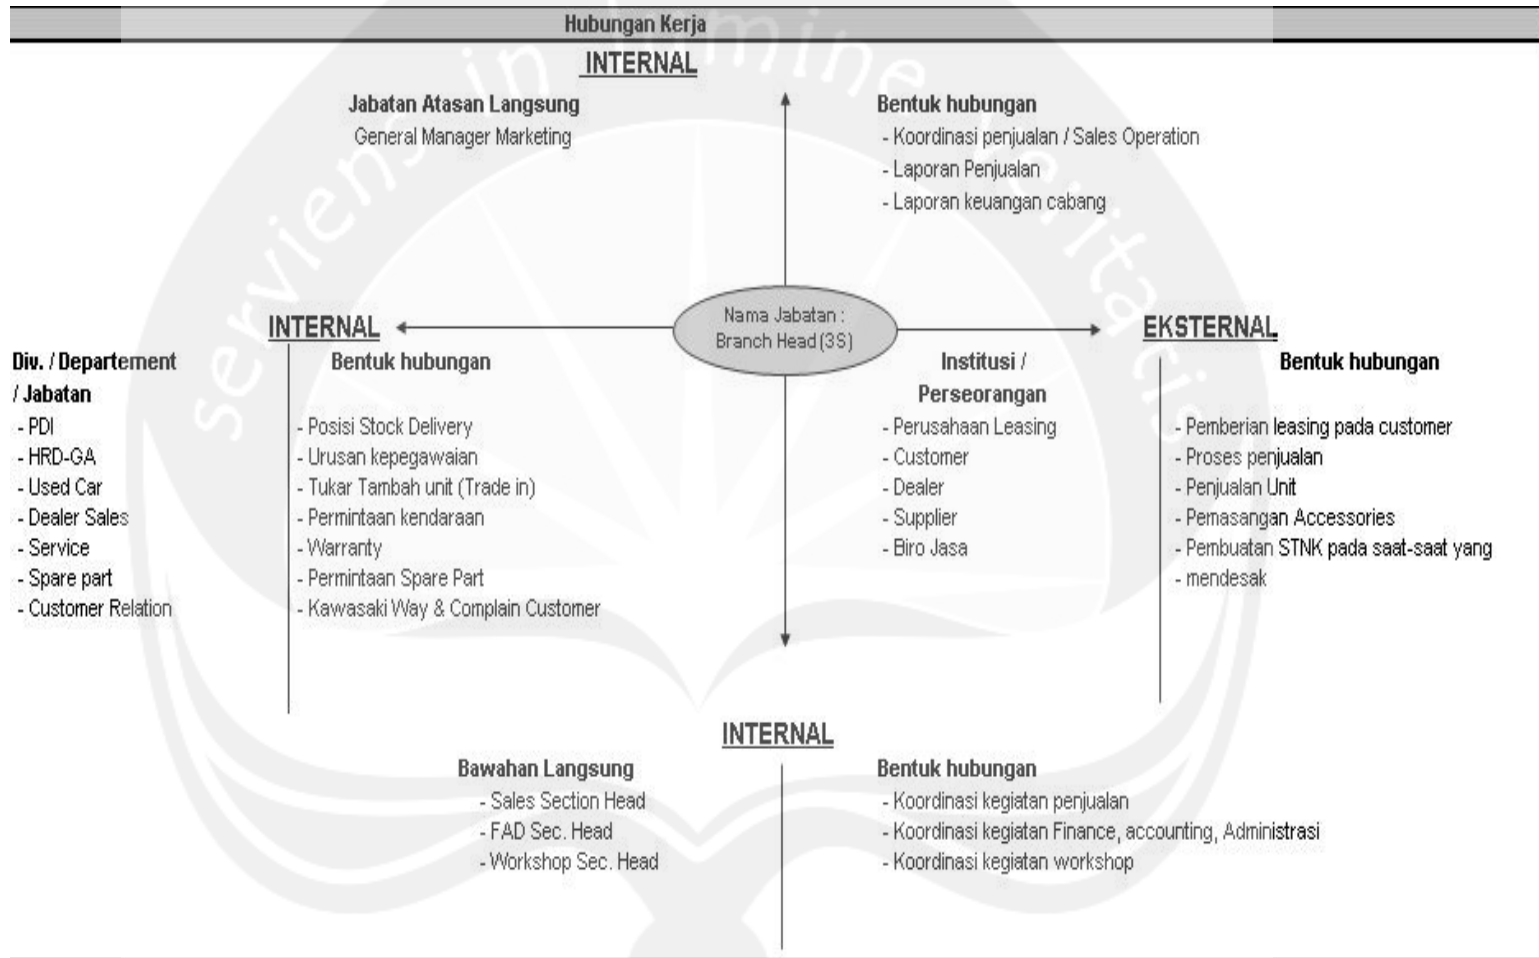 Hubungan Kerja
INTERNAL
Jabatan Atasan Langsung
General Manager Marketing
Bentuk hubungan
- Koordinasi penjualan / Sales Operation
- Laporan Penjualan
- Laporan keuangan cabang
Nama Jabatan :
Branch Head (3S)
INTERNAL
Div. / Departement
/ Jabatan
- PDI
- HRD-GA
- Used Car
- Dealer Sales
- Service
- Spare part
- Customer Relation
Bentuk hubungan
- Posisi Stock Delivery
- Urusan kepegawaian
- Tukar Tambah unit (Trade in)
- Permintaan kendaraan
- Warranty
- Permintaan Spare Part
- Kawasaki Way & Complain Customer
EKSTERNAL
Institusi /
Perseorangan
- Perusahaan Leasing
- Customer
- Dealer
- Supplier
- Biro Jasa
Bentuk hubungan
- Pemberian leasing pada customer
- Proses penjualan
- Penjualan Unit
- Pemasangan Accessories
- Pembuatan STNK pada saat-saat yang
- mendesak
INTERNAL
Bawahan Langsung
- Sales Section Head
- FAD Sec. Head
- Workshop Sec. Head
Bentuk hubungan
- Koordinasi kegiatan penjualan
- Koordinasi kegiatan Finance, accounting, Administrasi
- Koordinasi kegiatan workshop
serviens in lumine veritatis